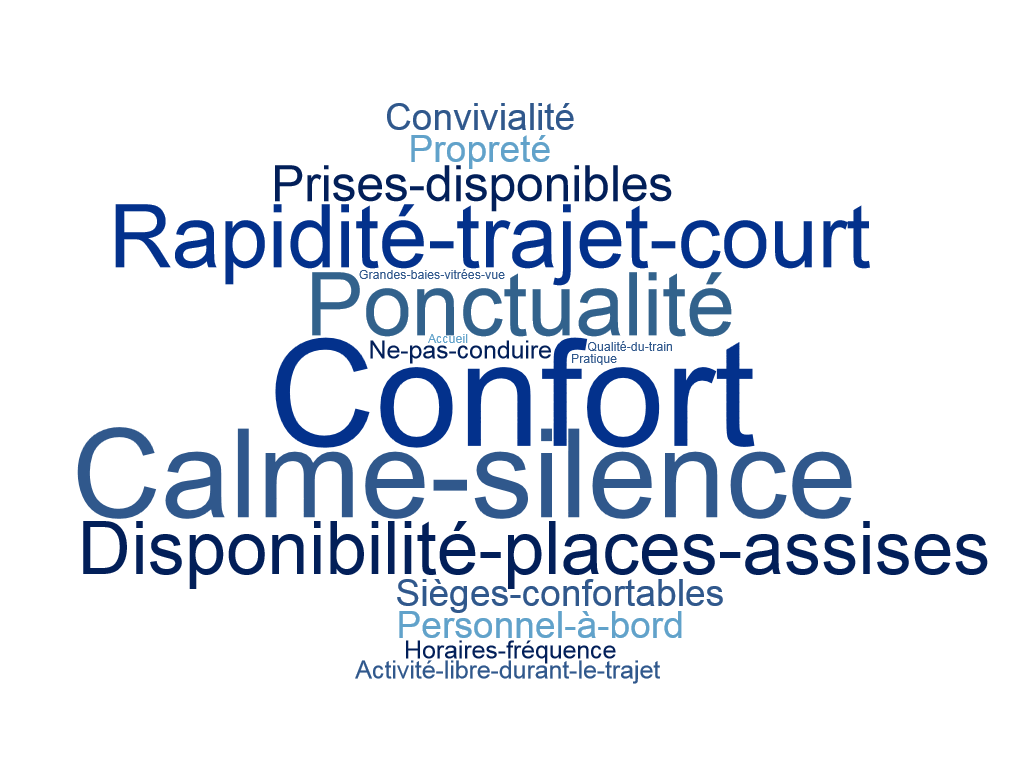 Convivialité
Propreté
Prises-disponibles
Rapidité-trajet-court
Grandes-baies-vitrées-vue
Ponctualité
Accueil
Ne-pas-conduire
Qualité-du-train
Pratique
Confort
Calme-silence
Disponibilité-places-assises
Sièges-confortables
Personnel-à-bord
Horaires-fréquence
Activité-libre-durant-le-trajet